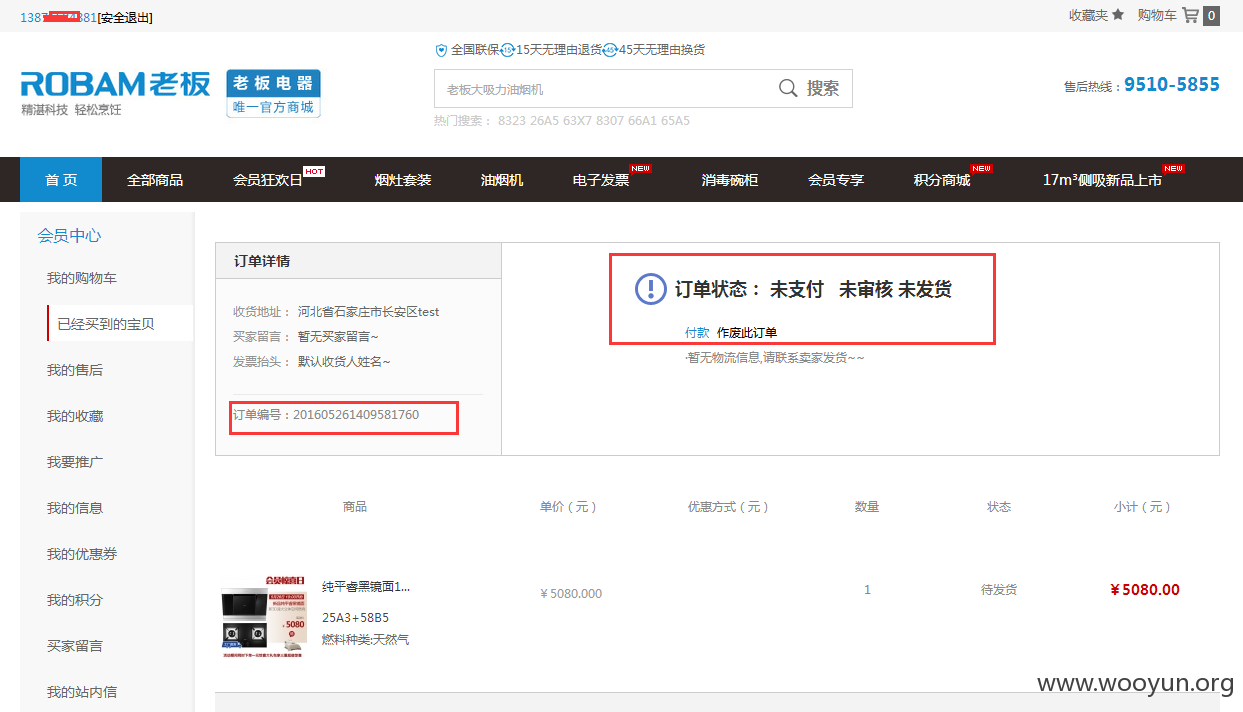 [安全退出]
收藏夹 购物车 0
全国联保 15天无理由退货 45天无理由换货
ROBAM老板
精湛科技 轻松烹饪
老板电器
唯一官方商城
老板大吸力油烟机 搜索
热门搜索： 8323 26A5 63X7 8307 66A1 65A5
售后热线：9510-5855
首页 全部商品 会员狂欢日 HOT 烟灶套装 油烟机 电子发票 NEW 消毒碗柜 会员专享 积分商城 NEW 17m³侧吸新品上市 NEW
会员中心
我的购物车
已经买到的宝贝
我的售后
我的收藏
我要推广
我的信息
我的优惠券
我的积分
买家留言
我的站内信
订单详情
收货地址： 河北省石家庄市长安区test
买家留言： 暂无买家留言~
发票抬头： 默认收货人姓名~
订单编号：201605261409581760
订单状态： 未支付 未审核 未发货
付款 作废此订单
·暂无物流信息,请联系卖家发货~~
商品 单价（元） 优惠方式（元） 数量 状态 小计（元）
纯平睿黑镜面1...
25A3+58B5
燃料种类:天然气
¥5080.000 1 待发货 ¥5080.00
5080
www.wooyun.org